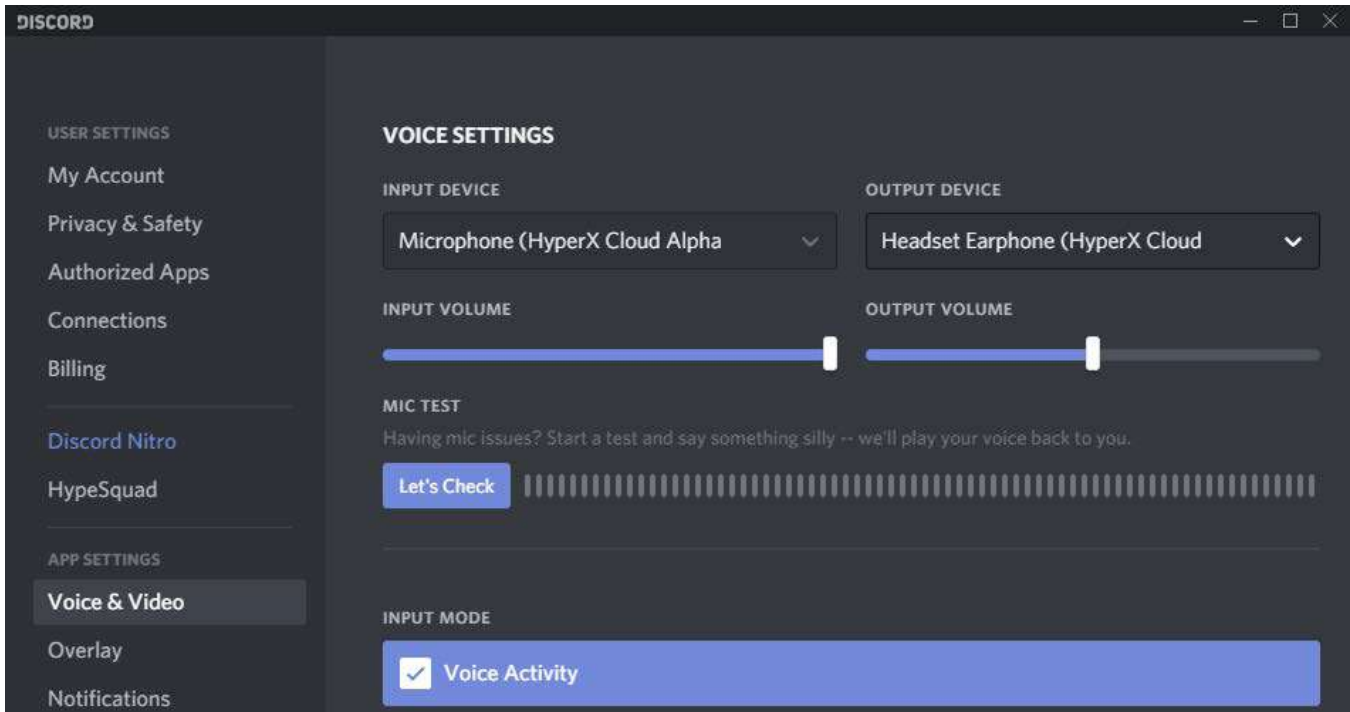 DISCORD
USER SETTINGS
My Account
Privacy & Safety
Authorized Apps
Connections
Billing
Discord Nitro
HypeSquad
APP SETTINGS
Voice & Video
Overlay
Notifications
VOICE SETTINGS
INPUT DEVICE
Microphone (HyperX Cloud Alpha
OUTPUT DEVICE
Headset Earphone (HyperX Cloud
INPUT VOLUME
OUTPUT VOLUME
MIC TEST
Having mic issues? Start a test and say something silly -- we'll play your voice back to you.
Let's Check
INPUT MODE
Voice Activity